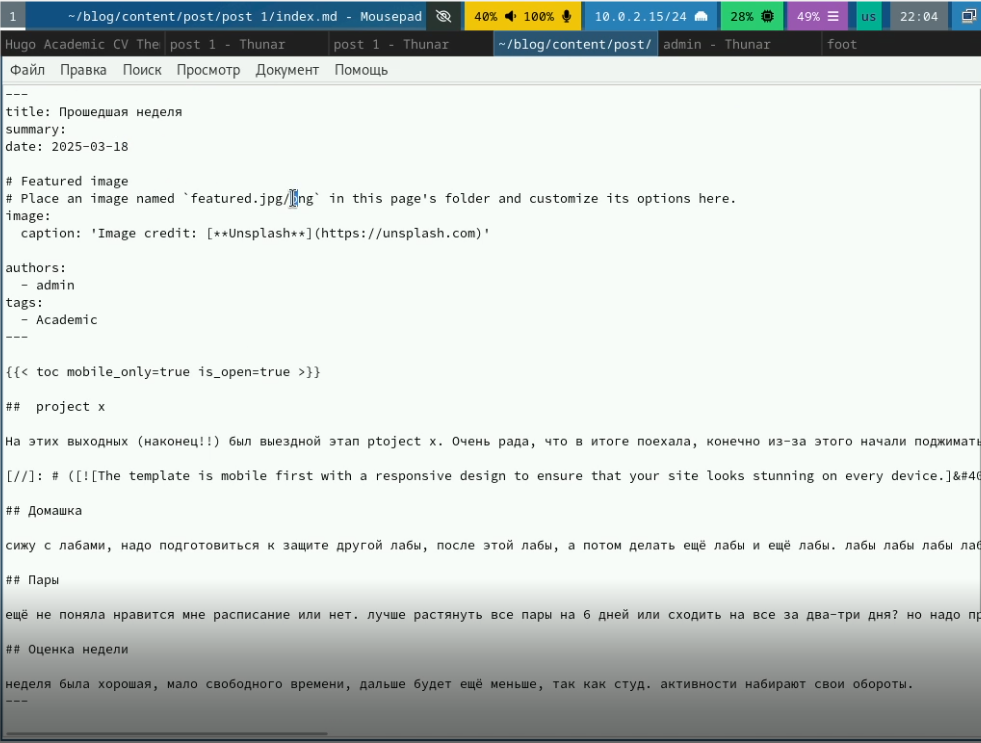 1 ~/blog/content/post/post 1/index.md - Mousepad 40% 100% 10.0.2.15/24 28% 49% us 22:04
Hugo Academic CV The post 1 - Thunar post 1 - Thunar ~/blog/content/post/ admin - Thunar foot
Файл Правка Поиск Просмотр Документ Помощь
---
title: Прошедшая неделя
summary:
date: 2025-03-18
# Featured image
# Place an image named `featured.jpg/png` in this page's folder and customize its options here.
image:
caption: 'Image credit: [**Unsplash**](https://unsplash.com)'
authors:
- admin
tags:
- Academic
---
{{< toc mobile_only=true is_open=true >}}
## project x
На этих выходных (наконец!!) был выездной этап ptoject x. Очень рада, что в итоге поехала, конечно из-за этого начали поджимать
[//]: # ([![The template is mobile first with a responsive design to ensure that your site looks stunning on every device.]&#40
## Домашка
сижу с лабами, надо подготовиться к защите другой лабы, после этой лабы, а потом делать ещё лабы и ещё лабы. лабы лабы лабы лаб
## Пары
ещё не поняла нравится мне расписание или нет. лучше растянуть все пары на 6 дней или сходить на все за два-три дня? но надо пр
## Оценка недели
неделя была хорошая, мало свободного времени, дальше будет ещё меньше, так как студ. активности набирают свои обороты.
---